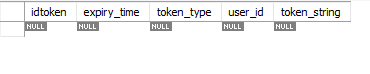 idtoken expiry_time token_type user_id token_string
NULL NULL NULL NULL NULL